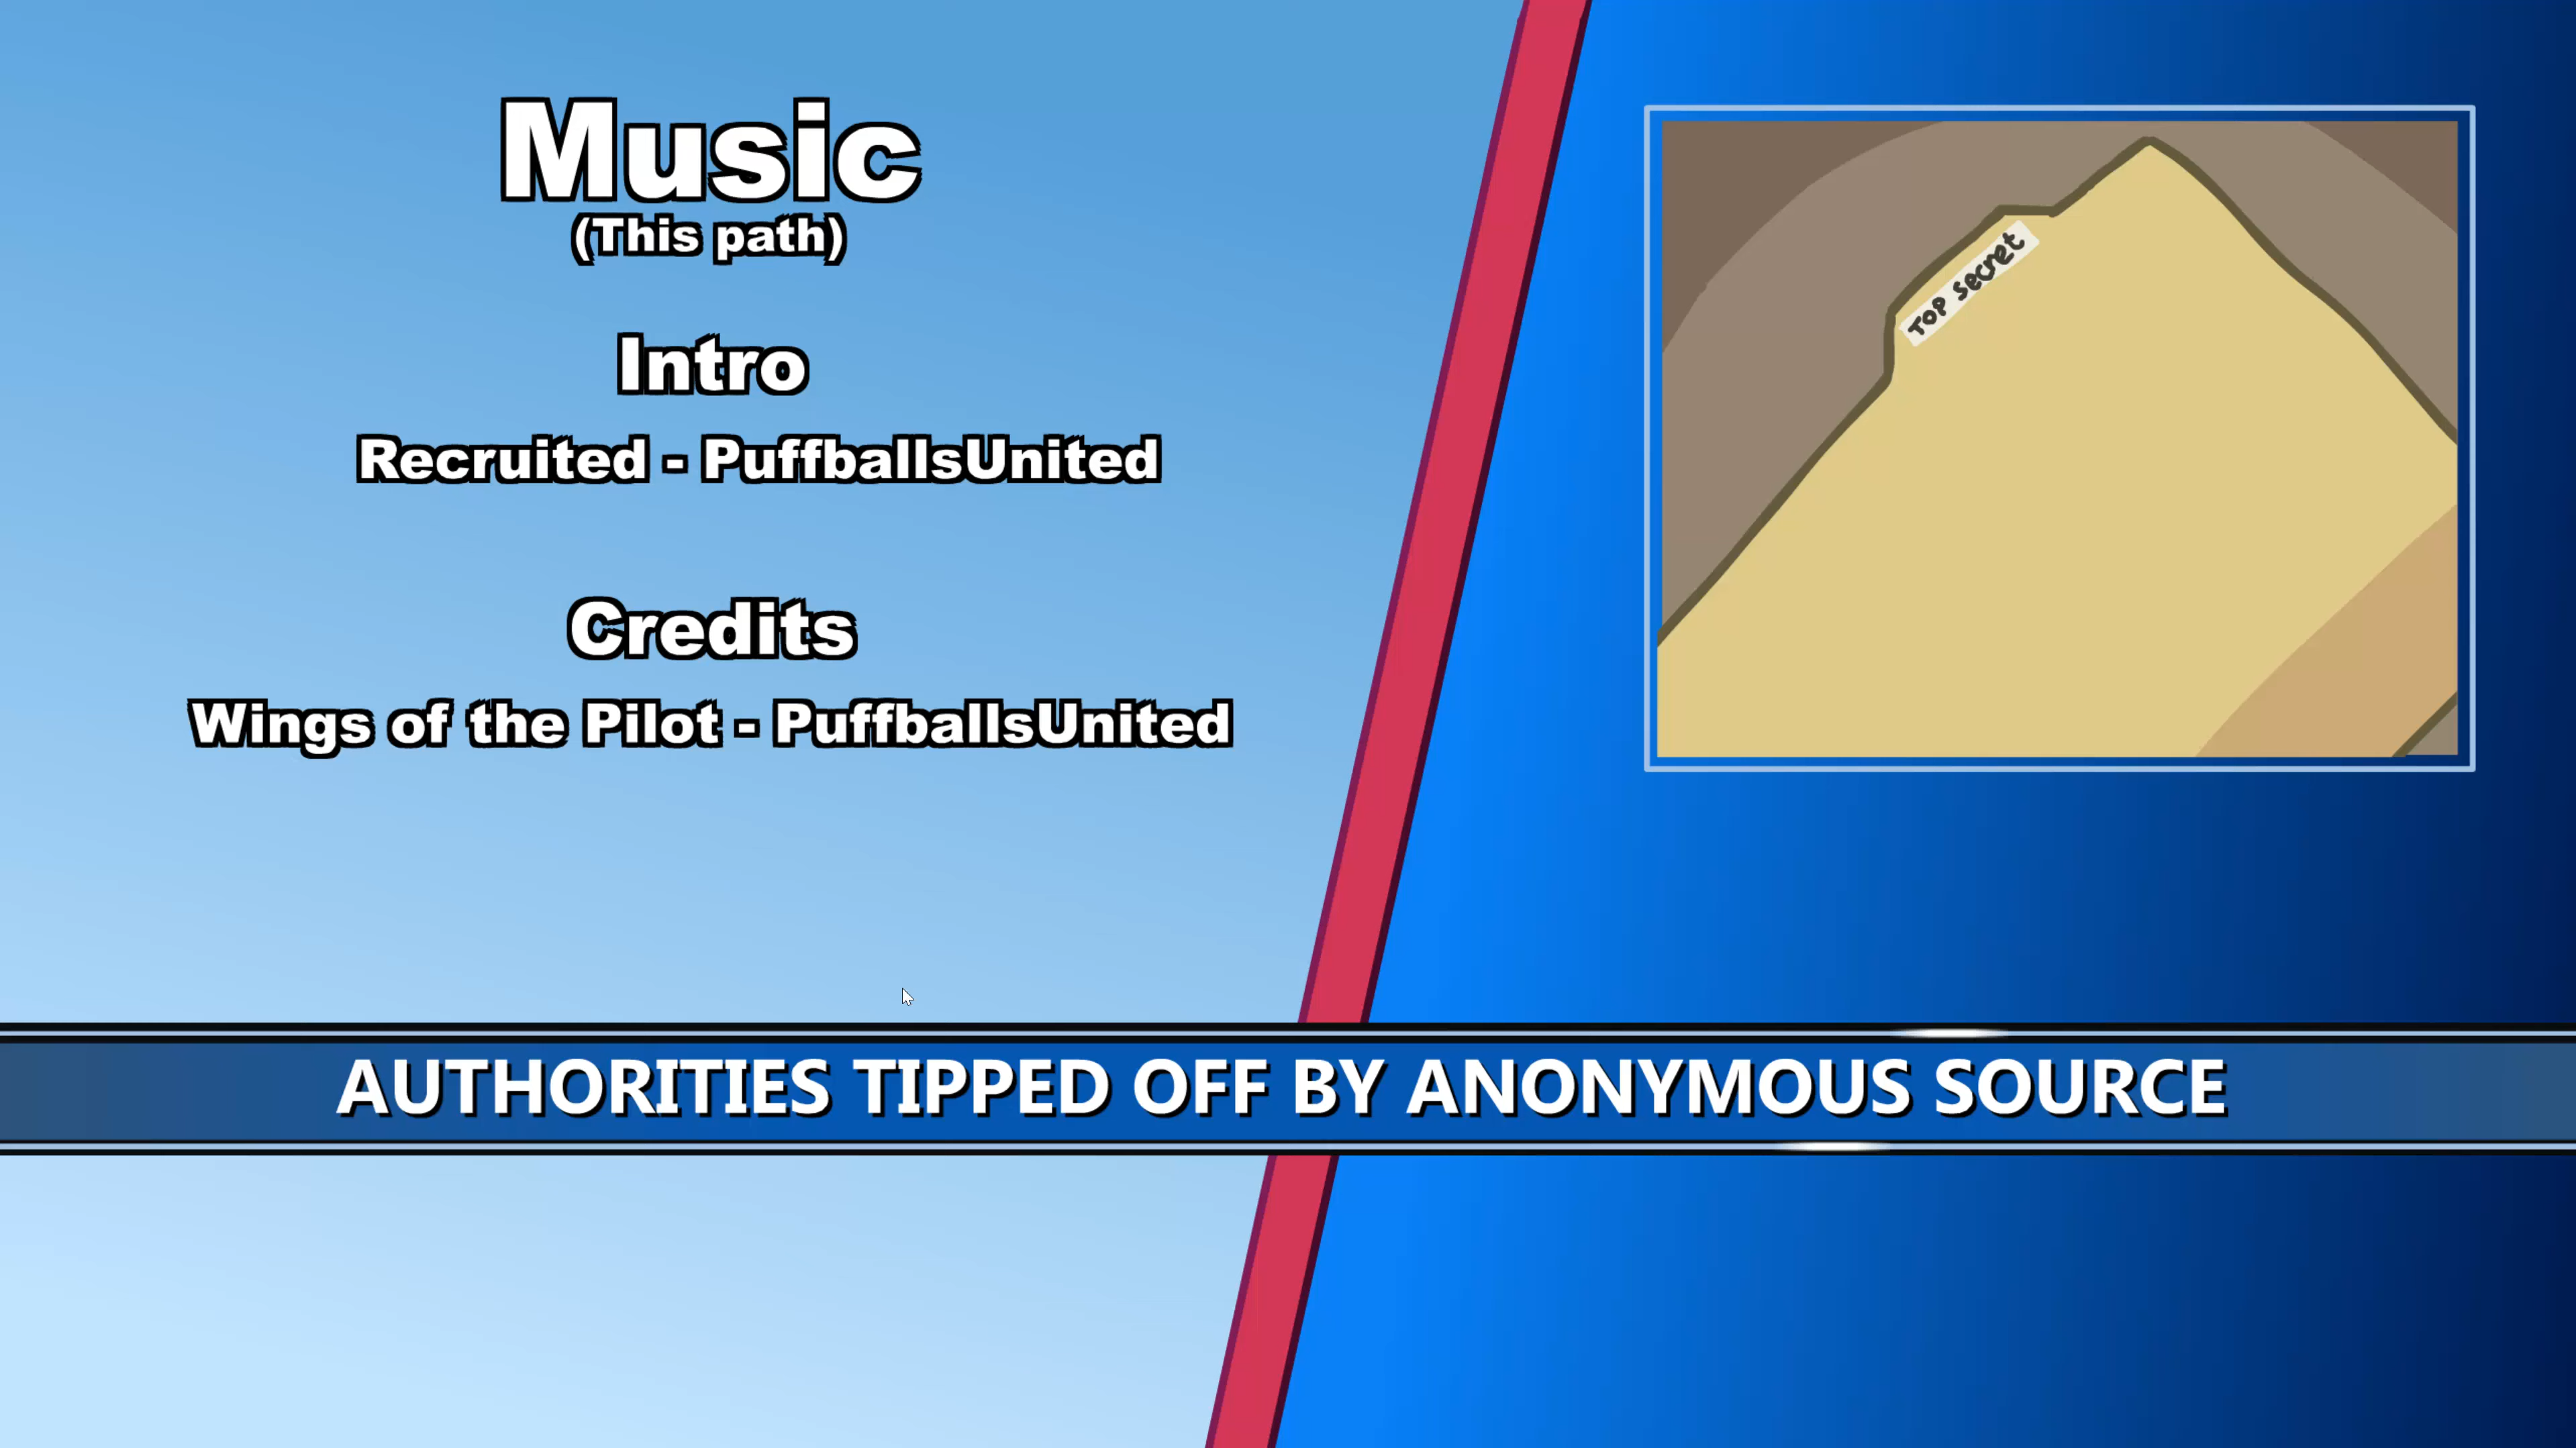 Music
(This path)
Intro
Recruited - PuffballsUnited
Credits
Wings of the Pilot - PuffballsUnited
TOP SECRET
AUTHORITIES TIPPED OFF BY ANONYMOUS SOURCE